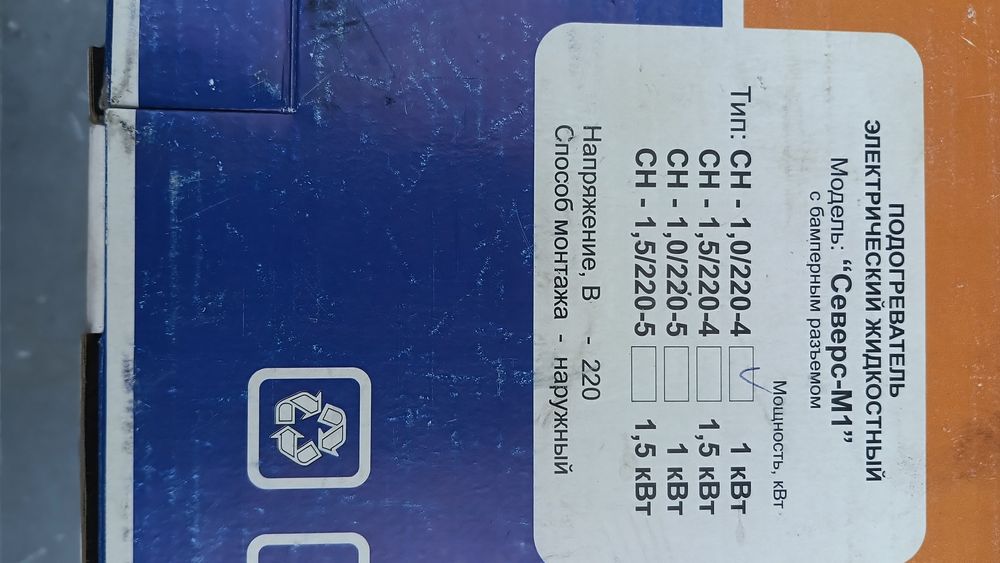 ПОДОГРЕВАТЕЛЬ
ЭЛЕКТРИЧЕСКИЙ ЖИДКОСТНЫЙ
Модель: “Северс-М1”
с бамперным разъемом
Мощность, кВт
Тип: СН - 1,0/220-4 1 кВт
СН - 1,5/220-4 1,5 кВт
СН - 1,0/220-5 1 кВт
СН - 1,5/220-5 1,5 кВт
Напряжение, В - 220
Способ монтажа - наружный